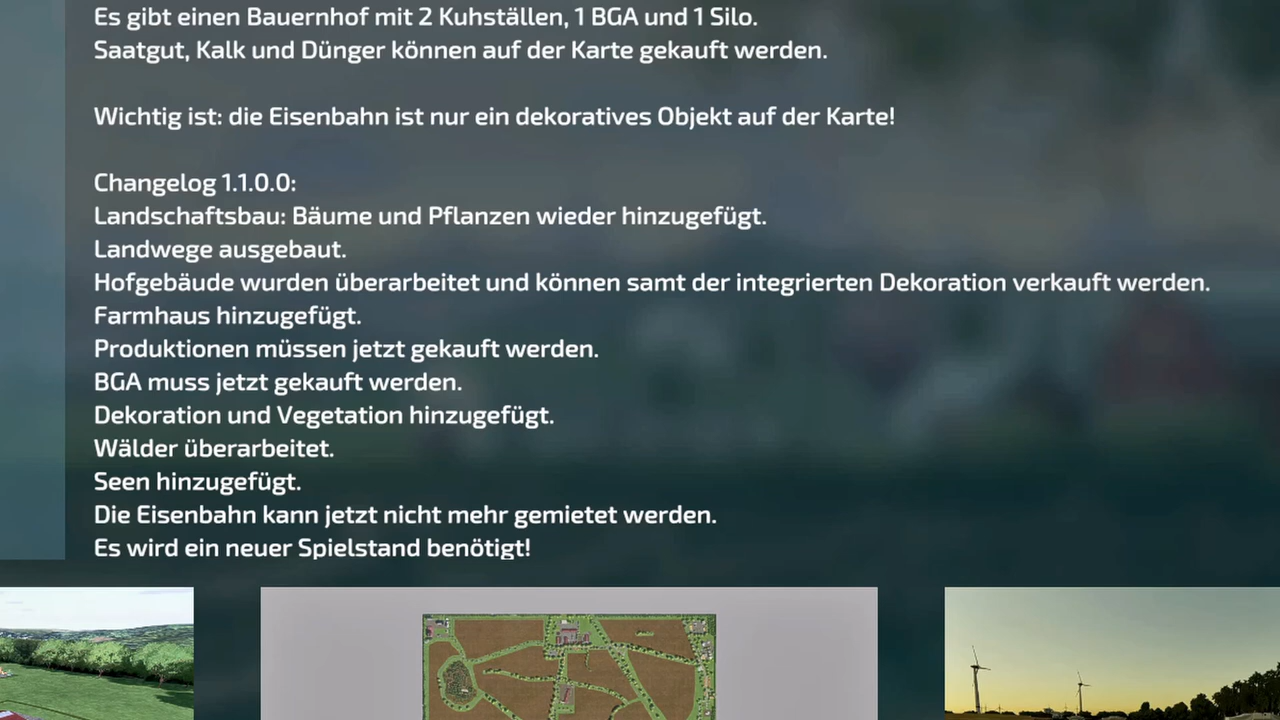 Es gibt einen Bauernhof mit 2 Kuhställen, 1 BGA und 1 Silo.
Saatgut, Kalk und Dünger können auf der Karte gekauft werden.
Wichtig ist: die Eisenbahn ist nur ein dekoratives Objekt auf der Karte!
Changelog 1.1.0.0:
Landschaftsbau: Bäume und Pflanzen wieder hinzugefügt.
Landwege ausgebaut.
Hofgebäude wurden überarbeitet und können samt der integrierten Dekoration verkauft werden.
Farmhaus hinzugefügt.
Produktionen müssen jetzt gekauft werden.
BGA muss jetzt gekauft werden.
Dekoration und Vegetation hinzugefügt.
Wälder überarbeitet.
Seen hinzugefügt.
Die Eisenbahn kann jetzt nicht mehr gemietet werden.
Es wird ein neuer Spielstand benötigt!